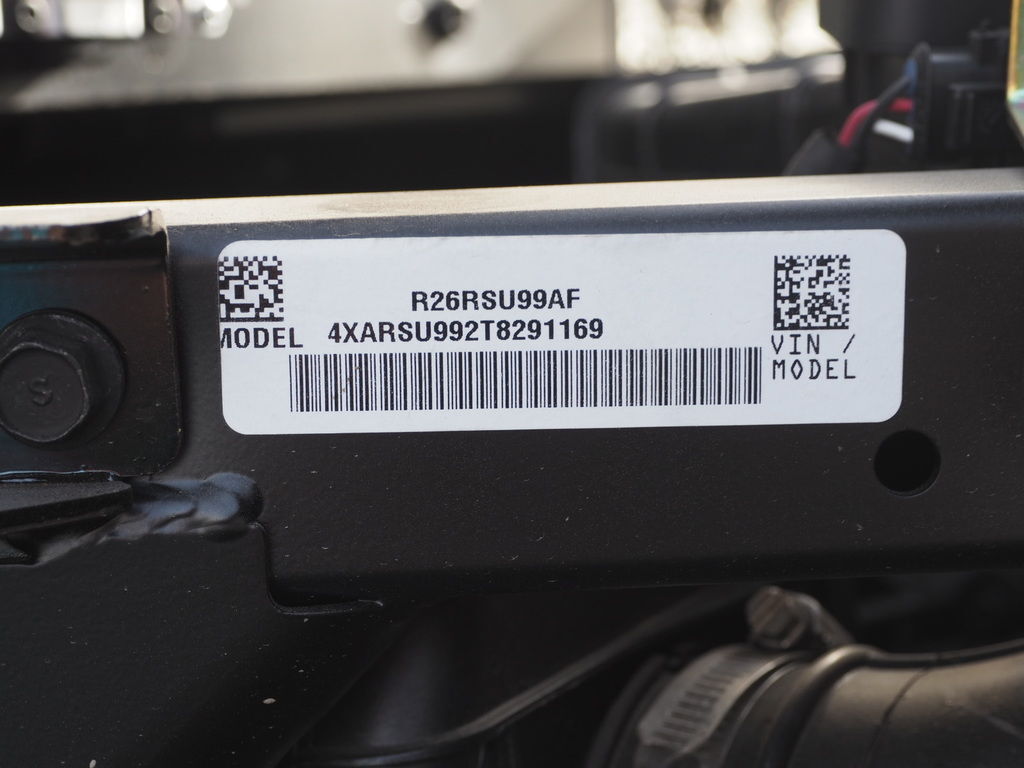 R26RSU99AF
MODEL 4XARSU992T8291169
VIN /
MODEL
S